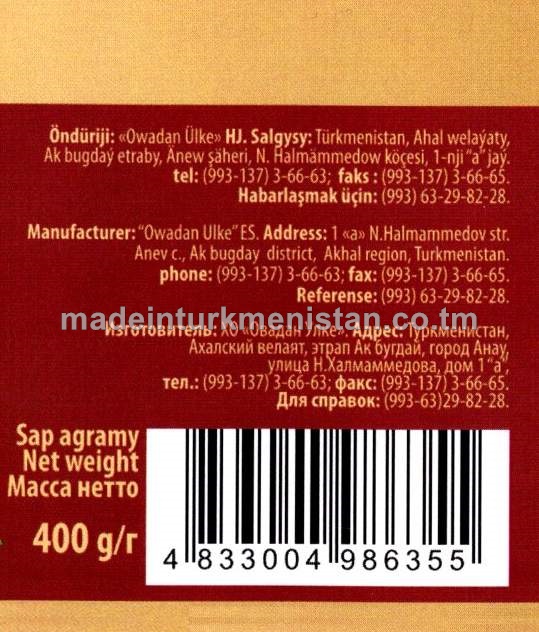 Öndüriji: «Owadan Ülke» HJ. Salgysy: Türkmenistan, Ahal welaýaty,
Ak bugdaý etraby, Änew şäheri, N. Halmämmedow köçesi, 1-nji “a” jaý.
tel: (993-137) 3-66-63; faks : (993-137) 3-66-65.
Habarlaşmak üçin: (993) 63-29-82-28.
Manufacturer: “Owadan Ulke” ES. Address: 1 «a» N.Halmammedov str.
Anev c., Ak bugday district, Akhal region, Turkmenistan.
phone: (993-137) 3-66-63; fax: (993-137) 3-66-65.
Referense: (993) 63-29-82-28.
madeinturkmenistan.co.tm
Изготовитель: ХО «Овадан Улке». Адрес: Туркменистан,
Ахалский велаят, этрап Ак бугдай, город Анау,
улица Н.Халмаммедова, дом 1 “а”,
тел.: (993-137) 3-66-63; факс: (993-137) 3-66-65.
Для справок: (993-63)29-82-28.
Sap agramy
Net weight
Масса нетто
400 g/г
4 833004 986355